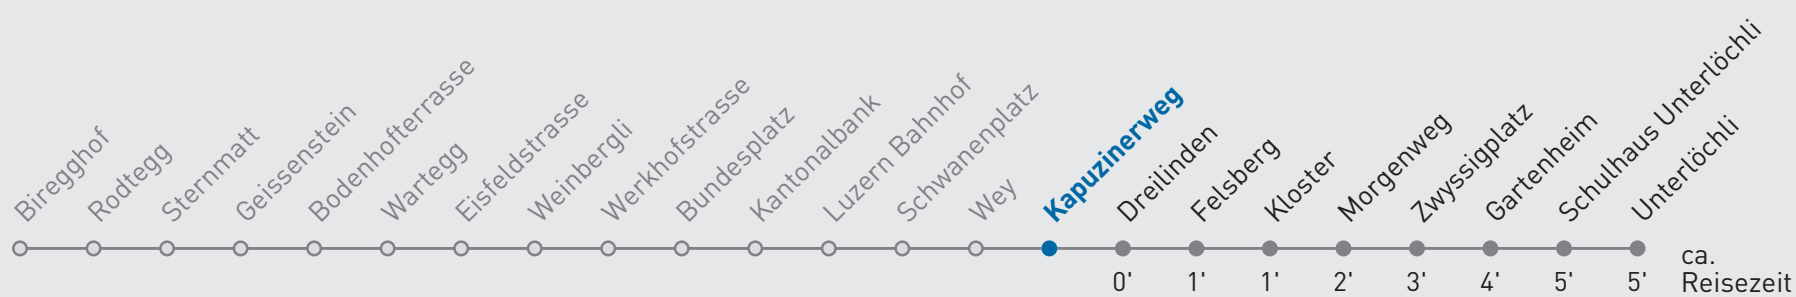 Biregghof
Rodtegg
Sternmatt
Geissenstein
Bodenhofterrasse
Wartegg
Eisfeldstrasse
Weinbergli
Werkhofstrasse
Bundesplatz
Kantonalbank
Luzern Bahnhof
Schwanenplatz
Wey
Kapuzinerweg
Dreilinden
Felsberg
Kloster
Morgenweg
Zwyssigplatz
Gartenheim
Schulhaus Unterlöchli
Unterlöchli
0' 1' 1' 2' 3' 4' 5' 5'
ca.
Reisezeit